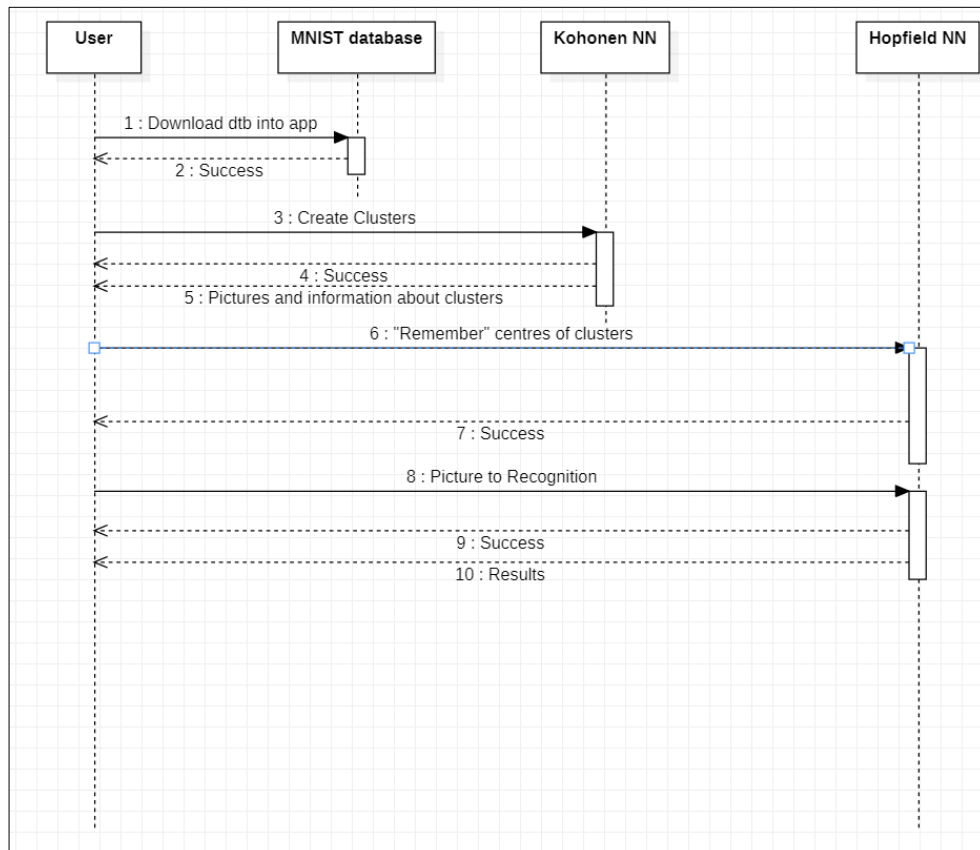 User
MNIST database
Kohonen NN
Hopfield NN
1 : Download dtb into app
2 : Success
3 : Create Clusters
4 : Success
5 : Pictures and information about clusters
6 : "Remember" centres of clusters
7 : Success
8 : Picture to Recognition
9 : Success
10 : Results